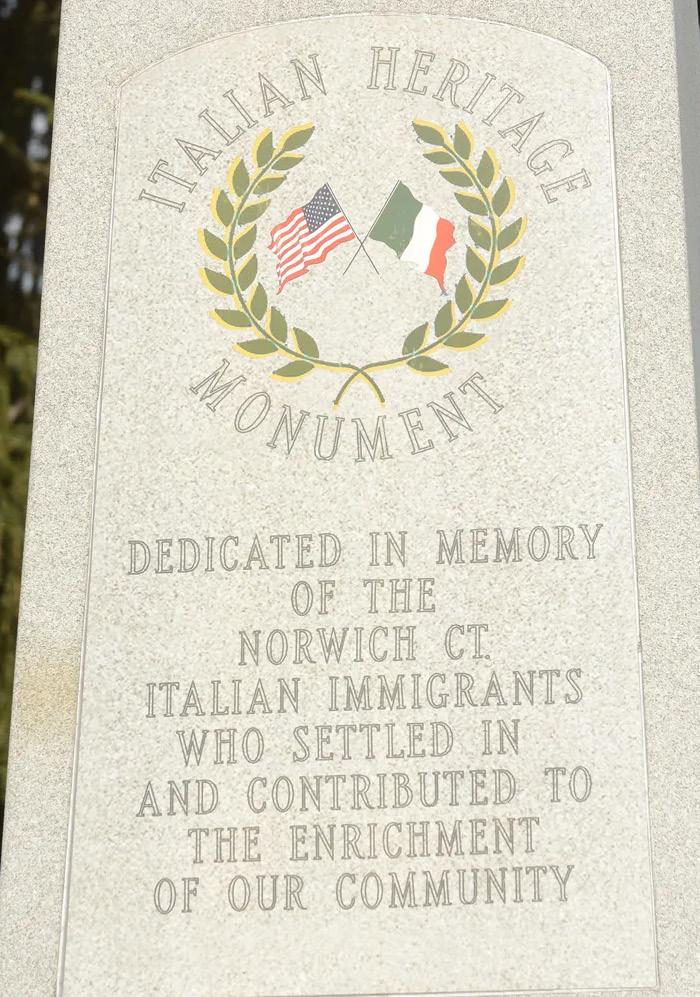 ITALIAN HERITAGE
MONUMENT
DEDICATED IN MEMORY
OF THE
NORWICH CT.
ITALIAN IMMIGRANTS
WHO SETTLED IN
AND CONTRIBUTED TO
THE ENRICHMENT
OF OUR COMMUNITY